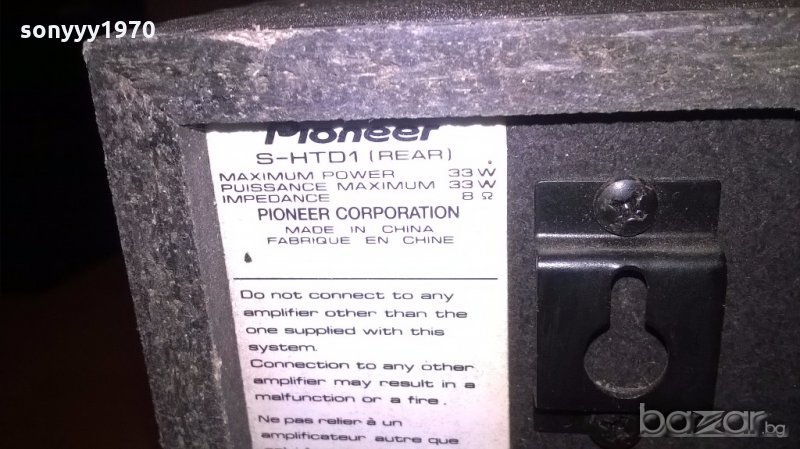 sonyyy1970
Pioneer
S-HTD1 (REAR)
MAXIMUM POWER 33 W
PUISSANCE MAXIMUM 33 W
IMPEDANCE 8 Ω
PIONEER CORPORATION
MADE IN CHINA
FABRIQUE EN CHINE
Do not connect to any
amplifier other than the
one supplied with this
system.
Connection to any other
amplifier may result in a
malfunction or a fire.
Ne pas relier à un
amplificateur autre que
bazar.bg